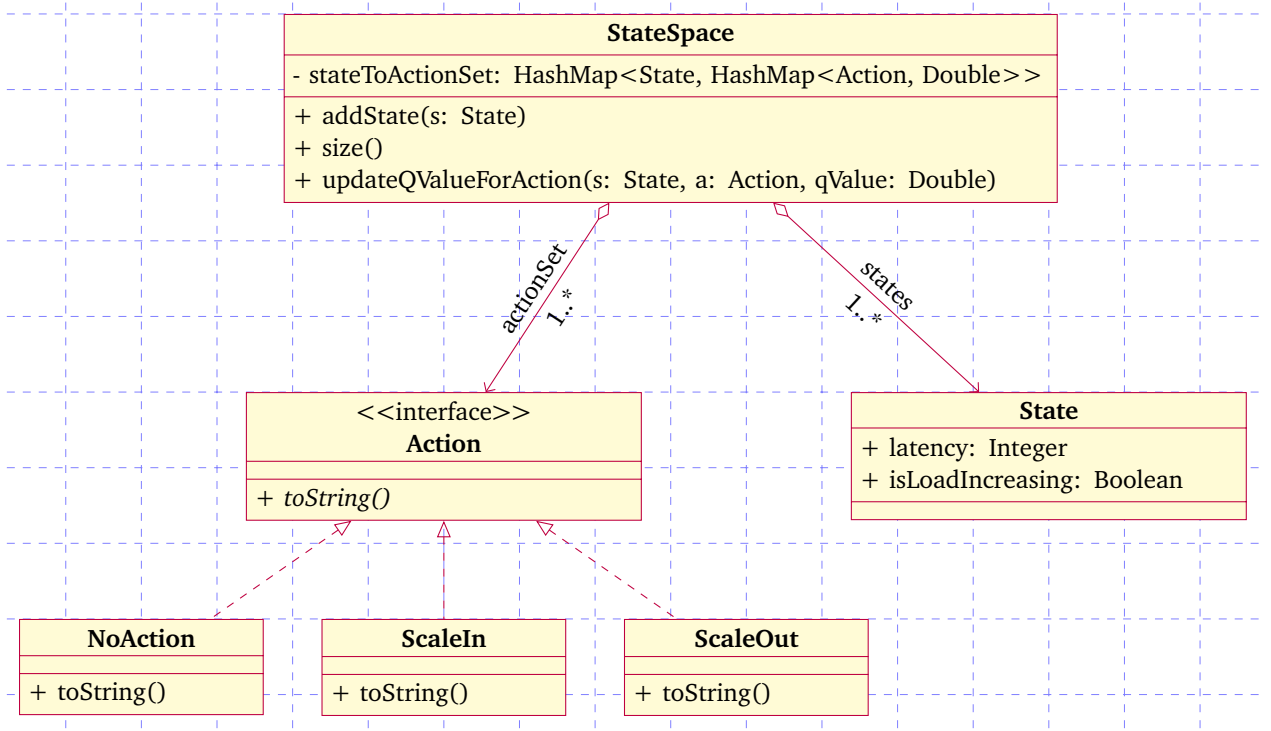 StateSpace
- stateToActionSet: HashMap<State, HashMap<Action, Double>>
+ addState(s: State)
+ size()
+ updateQValueForAction(s: State, a: Action, qValue: Double)
actionSet
1..*
states
1..*
<<interface>>
Action
+ toString()
State
+ latency: Integer
+ isLoadIncreasing: Boolean
NoAction
+ toString()
ScaleIn
+ toString()
ScaleOut
+ toString()